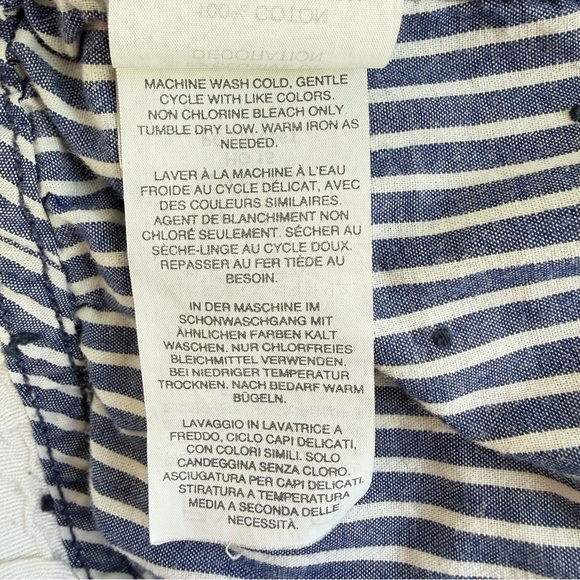 100% COTON
DECORATION
MACHINE WASH COLD, GENTLE
CYCLE WITH LIKE COLORS.
NON CHLORINE BLEACH ONLY
TUMBLE DRY LOW. WARM IRON AS
NEEDED.
LAVER À LA MACHINE À L'EAU
FROIDE AU CYCLE DÉLICAT, AVEC
DES COULEURS SIMILAIRES.
AGENT DE BLANCHIMENT NON
CHLORÉ SEULEMENT. SÉCHER AU
SÈCHE-LINGE AU CYCLE DOUX.
REPASSER AU FER TIÈDE AU
BESOIN.
IN DER MASCHINE IM
SCHONWASCHGANG MIT
ÄHNLICHEN FARBEN KALT
WASCHEN. NUR CHLORFREIES
BLEICHMITTEL VERWENDEN.
BEI NIEDRIGER TEMPERATUR
TROCKNEN. NACH BEDARF WARM
BÜGELN.
LAVAGGIO IN LAVATRICE A
FREDDO, CICLO CAPI DELICATI,
CON COLORI SIMILI. SOLO
CANDEGGINA SENZA CLORO.
ASCIUGATURA PER CAPI DELICATI.
STIRATURA A TEMPERATURA
MEDIA A SECONDA DELLE
NECESSITÀ.